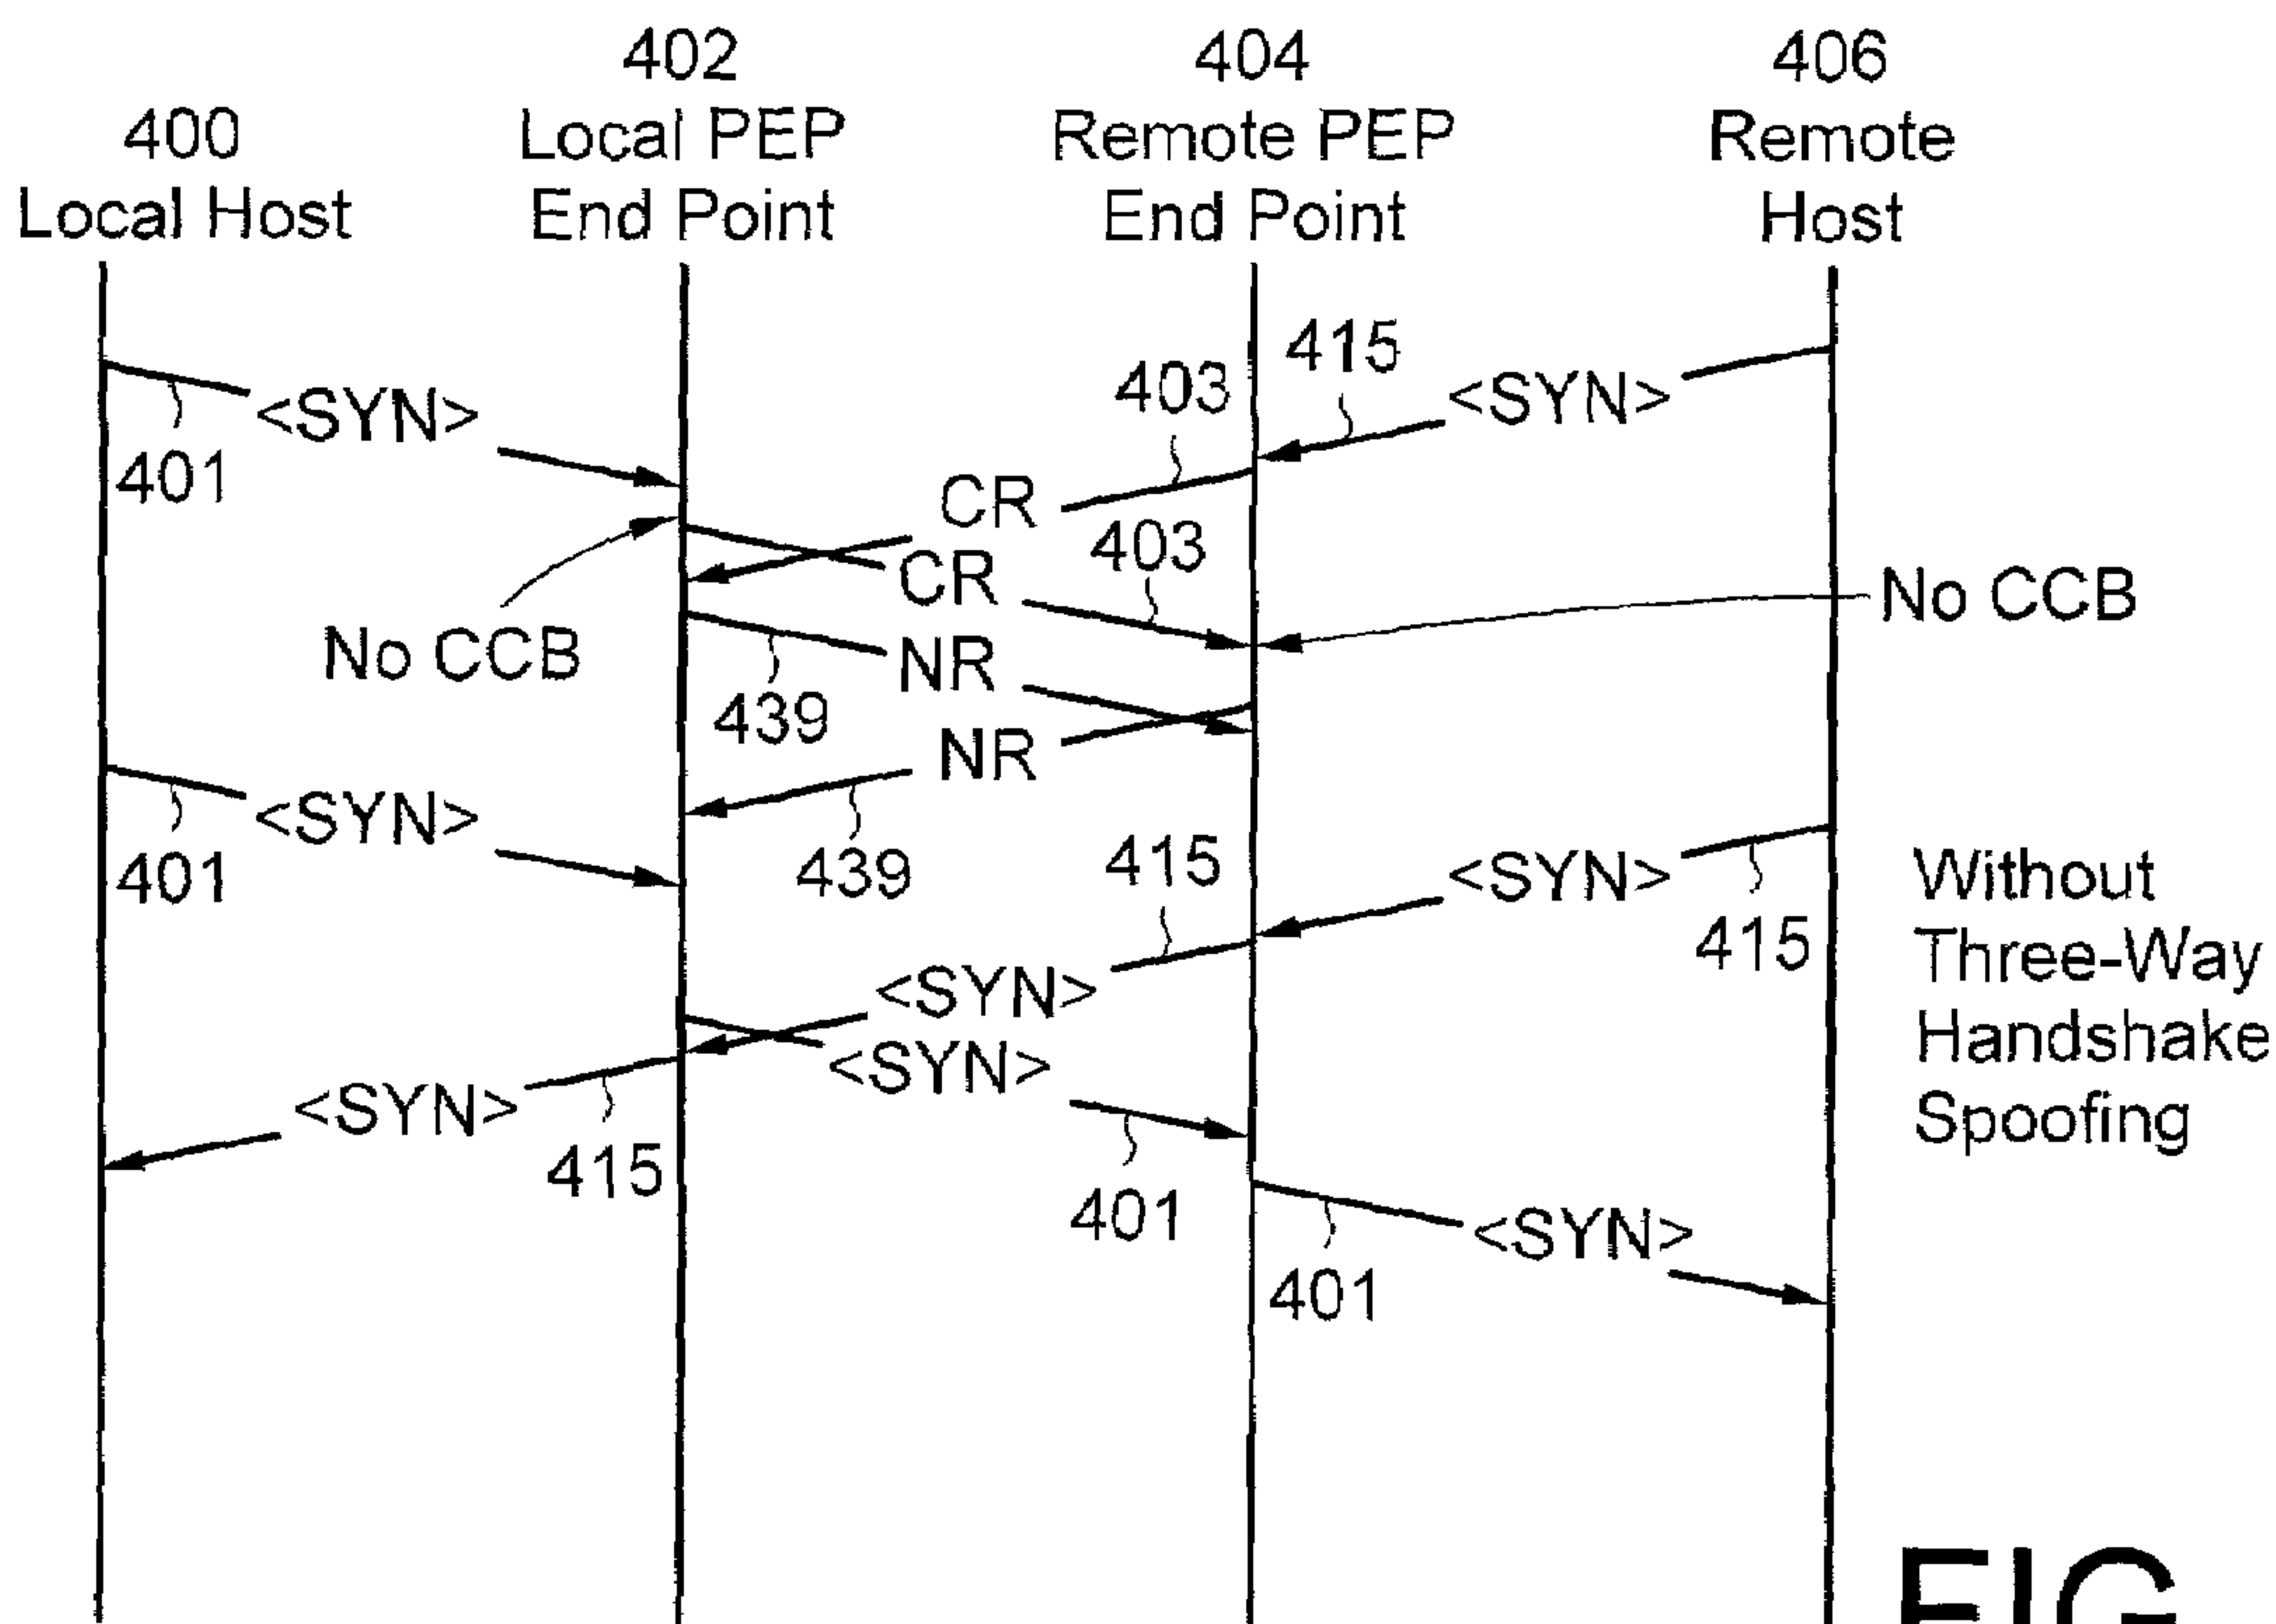 400
Local Host
402
Local PEP
End Point
404
Remote PEP
End Point
406
Remote
Host
415
403
<SYN>
<SYN>
401
CR
403
CR
No CCB
No CCB
NR
439
NR
<SYN>
401
439
415
<SYN>
415
Without
Three-Way
Handshake
Spoofing
<SYN>
<SYN>
<SYN>
415
401
<SYN>
401
FIG